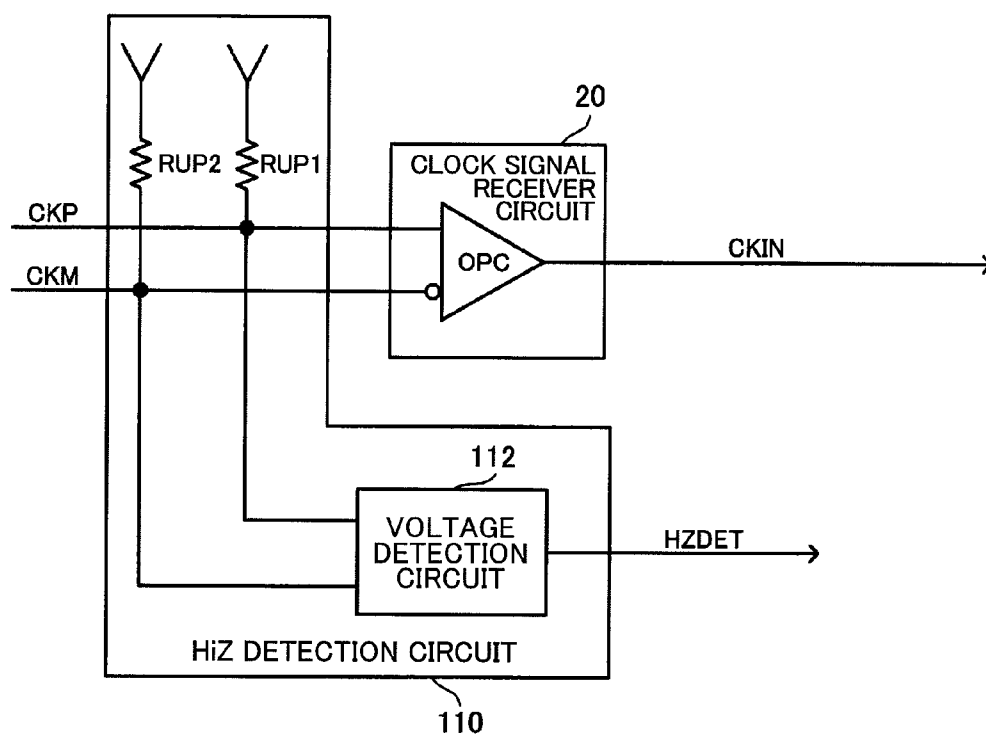 20
RUP2
RUP1
CLOCK SIGNAL
RECEIVER
CIRCUIT
CKP
OPC
CKIN
CKM
112
VOLTAGE
DETECTION
CIRCUIT
HZDET
HiZ DETECTION CIRCUIT
110